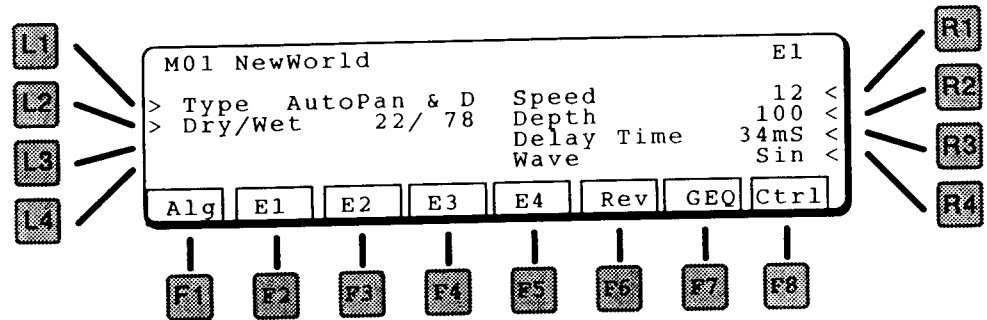 L1
L2
L3
L4
M01 NewWorld E1
> Type AutoPan & D Speed 12 <
> Dry/Wet 22/ 78 Depth 100 <
Delay Time 34mS <
Wave Sin <
Alg E1 E2 E3 E4 Rev GEQ Ctrl
R1
R2
R3
R4
F1 F2 F3 F4 F5 F6 F7 F8